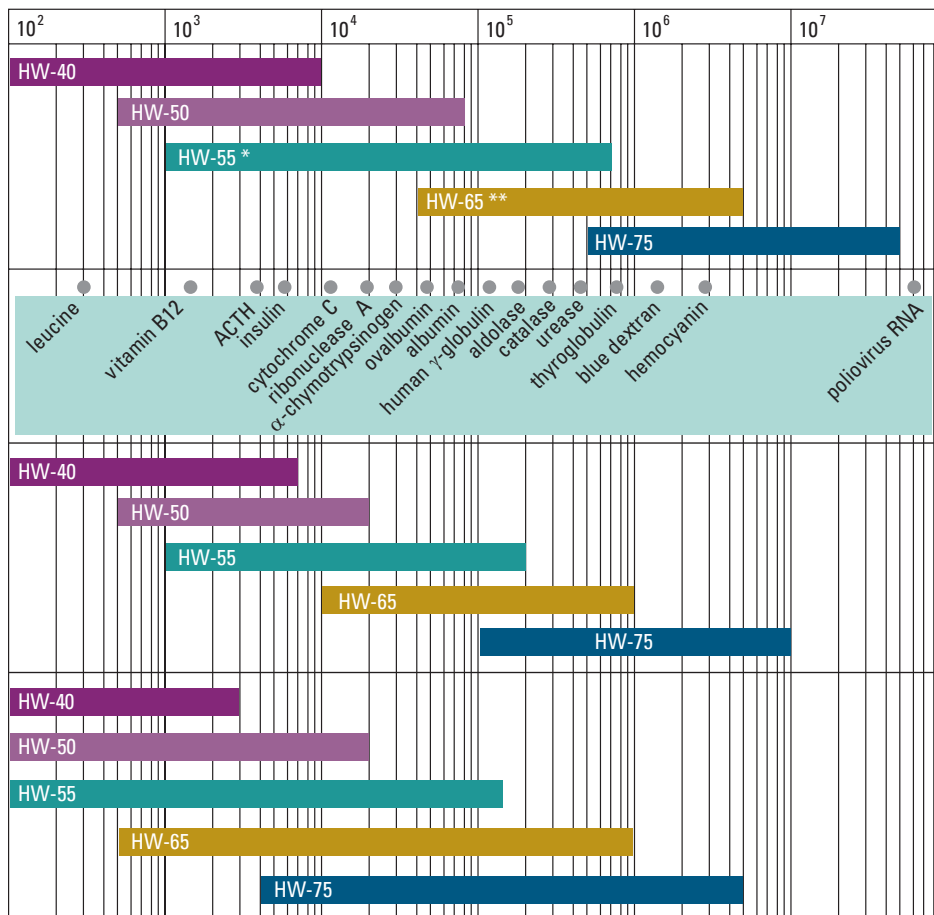 10² 10³ 10⁴ 10⁵ 10⁶ 10⁷
HW-40
HW-50
HW-55 *
HW-65 **
HW-75
leucine
vitamin B12
ACTH
insulin
cytochrome C
ribonuclease A
α-chymotrypsinogen
ovalbumin
albumin
human γ-globulin
aldolase
catalase
urease
thyroglobulin
blue dextran
hemocyanin
poliovirus RNA
HW-40
HW-50
HW-55
HW-65
HW-75
HW-40
HW-50
HW-55
HW-65
HW-75